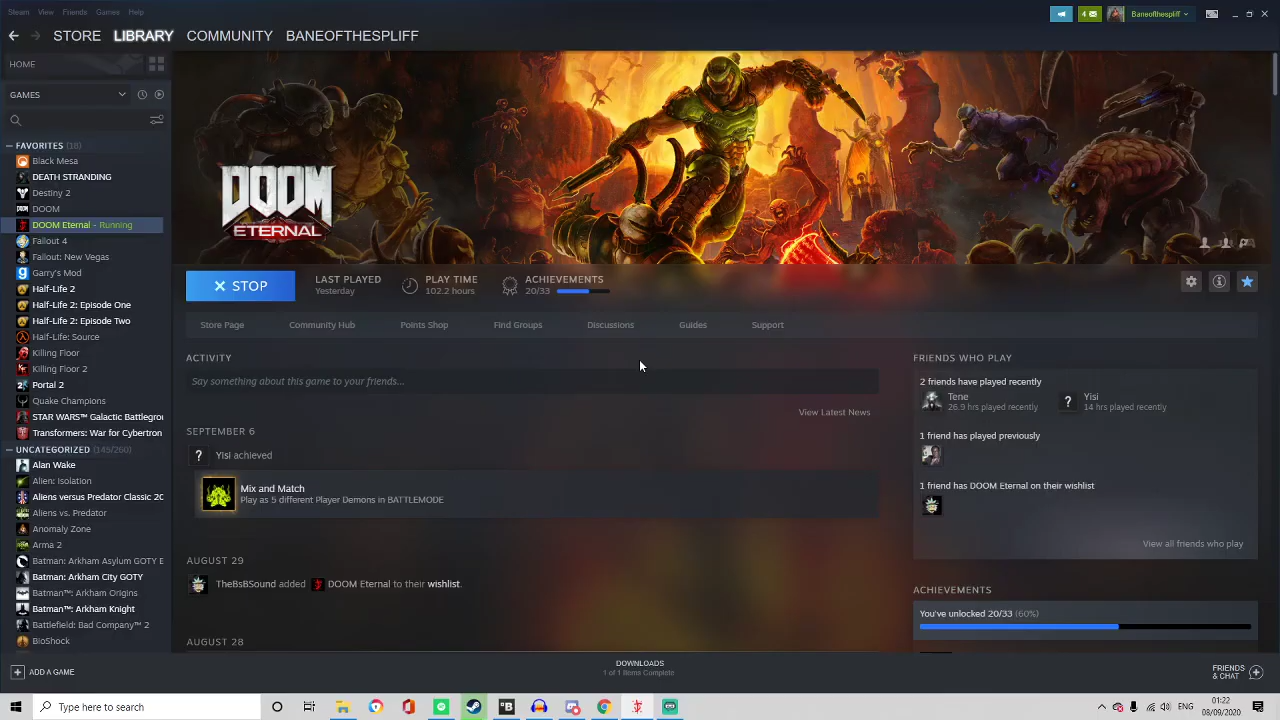 Steam View Friends Games Help
4 Baneofthespliff
STORE LIBRARY COMMUNITY BANEOFTHESPLIFF
HOME
GAMES
FAVORITES (18)
Black Mesa
DEATH STRANDING
Destiny 2
DOOM
DOOM Eternal - Running
Fallout 4
Fallout: New Vegas
Garry's Mod
Half-Life 2
Half-Life 2: Episode One
Half-Life 2: Episode Two
Half-Life: Source
Killing Floor
Killing Floor 2
Portal 2
Quake Champions
STAR WARS™ Galactic Battlegrou
Transformers: War for Cybertron
UNCATEGORIZED (145/260)
Alan Wake
Alien: Isolation
Aliens versus Predator Classic 20
Aliens vs. Predator
Anomaly Zone
Arma 2
Batman: Arkham Asylum GOTY E
Batman: Arkham City GOTY
Batman™: Arkham Origins
Batman™: Arkham Knight
Battlefield: Bad Company™ 2
BioShock
DOOM
ETERNAL
STOP
LAST PLAYED
Yesterday
PLAY TIME
102.2 hours
ACHIEVEMENTS
20/33
Store Page Community Hub Points Shop Find Groups Discussions Guides Support
ACTIVITY
Say something about this game to your friends...
View Latest News
SEPTEMBER 6
? Yisi achieved
Mix and Match
Play as 5 different Player Demons in BATTLEMODE
AUGUST 29
TheBsBSound added DOOM Eternal to their wishlist.
AUGUST 28
FRIENDS WHO PLAY
2 friends have played recently
Tene
26.9 hrs played recently
? Yisi
14 hrs played recently
1 friend has played previously
1 friend has DOOM Eternal on their wishlist
View all friends who play
ACHIEVEMENTS
You've unlocked 20/33 (60%)
ADD A GAME
DOWNLOADS
1 of 1 Items Complete
FRIENDS
& CHAT
Type here to search
ENG
01:22
08/09/2020